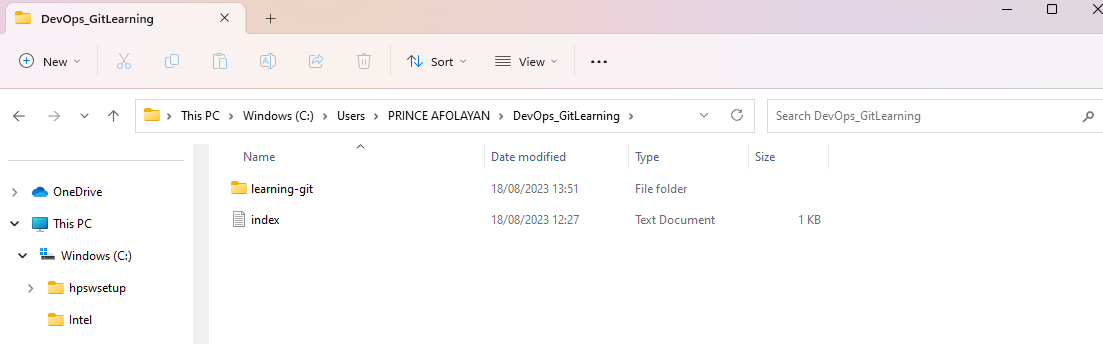 DevOps_GitLearning
New Sort View
This PC Windows (C:) Users PRINCE AFOLAYAN DevOps_GitLearning Search DevOps_GitLearning
Name Date modified Type Size
learning-git 18/08/2023 13:51 File folder
index 18/08/2023 12:27 Text Document 1 KB
OneDrive
This PC
Windows (C:)
hpswsetup
Intel